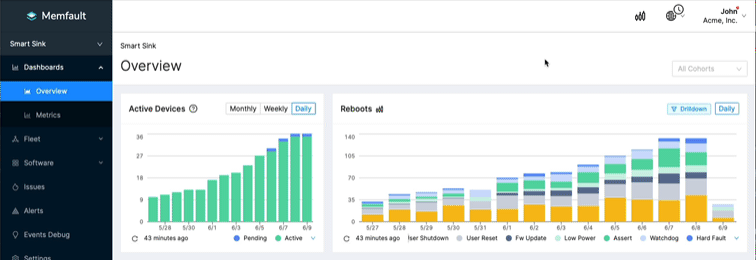 Memfault
John
Acme, Inc.
Smart Sink
Smart Sink
Dashboards
Overview
Overview
All Cohorts
Metrics
Active Devices
Monthly
Weekly
Daily
Reboots
Drilldown
Daily
Fleet
Software
Issues
Alerts
Events Debug
Settings
36
27
18
9
0
5/28
5/30
6/1
6/3
6/5
6/7
6/9
43 minutes ago
Pending
Active
140
105
70
35
0
5/27
5/28
5/29
5/30
5/31
6/1
6/2
6/3
6/4
6/5
6/6
6/7
6/8
6/9
43 minutes ago
ser Shutdown
User Reset
Fw Update
Low Power
Assert
Watchdog
Hard Fault